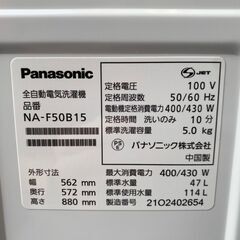 Panasonic
全自動電気洗濯機
品番
NA-F50B15
外形寸法
幅 562 mm
奥行 572 mm
高さ 880 mm
JET
定格電圧 100 V
定格周波数 50/60 Hz
電動機定格消費電力 400/430 W
定格時間 洗いのみ 10 分
標準洗濯容量 5.0 kg
パナソニック株式会社
中国製
最大消費電力 400/430 W
標準水量 47 L
標準使用水量 114 L
製造番号 21O2402654